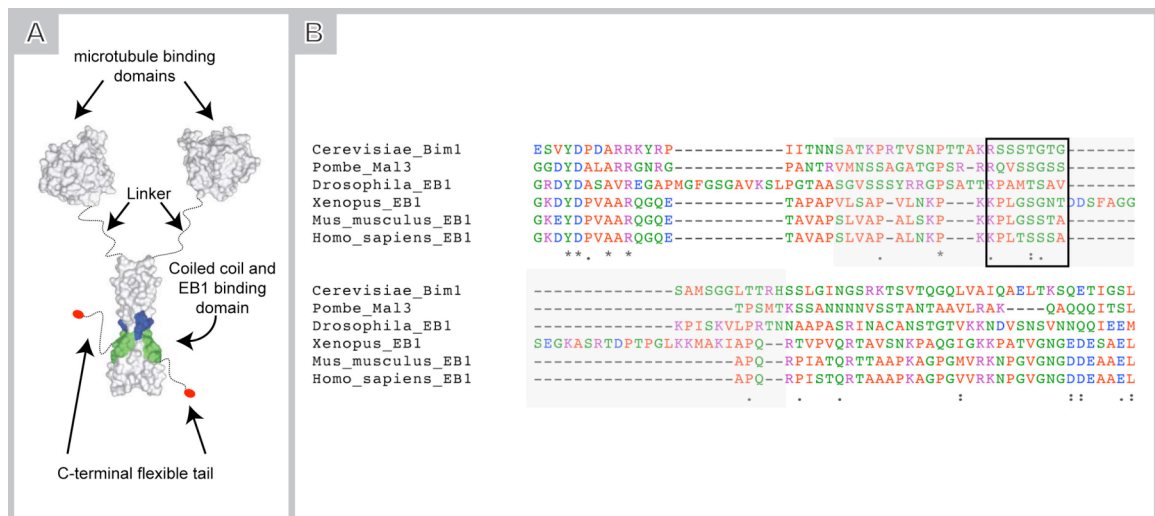 A
microtubule binding
domains
Linker
Coiled coil and
EB1 binding
domain
C-terminal flexible tail
B
Cerevisiae_Bim1 ESVYDPDARRKYRP-----------IITNNSATKPRTVSNPTTAKRSSSTGTG-------
Pombe_Mal3 GGDYDALARRGNRG-----------PANTRVMNSSAGATGPSR-RRQVSSGSS-------
Drosophila_EB1 GRDYDASAVREGAPMGFGSGAVKSLPGTAASGVSSSYRRGPSATTRPAMTSAV-------
Xenopus_EB1 GRDYDPVAARQGQE-----------TAPAPVLSAP-VLNKP---KKPLGSGNTDDSFAGG
Mus_musculus_EB1 GKEYDPVAARQGQE-----------TAPAPSLVAP-ALSKP---KKPLGSSTA-------
Homo_sapiens_EB1 GKDYDPVAARQGQE-----------TAVAPSLVAP-ALNKP---KKPLTSSSA-------
**. * * . * . :.
Cerevisiae_Bim1 --------------SAMSGGLTTRHSSLGINGSRKTSVTQGQLVAIQAELTKSQETIGSL
Pombe_Mal3 --------------------TPSMTKSSANNNNVSSTANTAAVLRAK----QAQQQITSL
Drosophila_EB1 --------------KPISKVLPRTNNAAPASRINACANSTGTVKKNDVSNSVNNQQIEEM
Xenopus_EB1 SEGKASRTDPTPGLKKMAKIAPQ--RTVPVQRTAVSNKPAQGIGKKPATVGNGEDESAEL
Mus_musculus_EB1 --------------------APQ--RPIATQRTTAAPKAGPGMVRKNPGVGNGDDEAAEL
Homo_sapiens_EB1 --------------------APQ--RPISTQRTAAAPKAGPGVVRKNPGVGNGDDEAAEL
. . . : :: .: